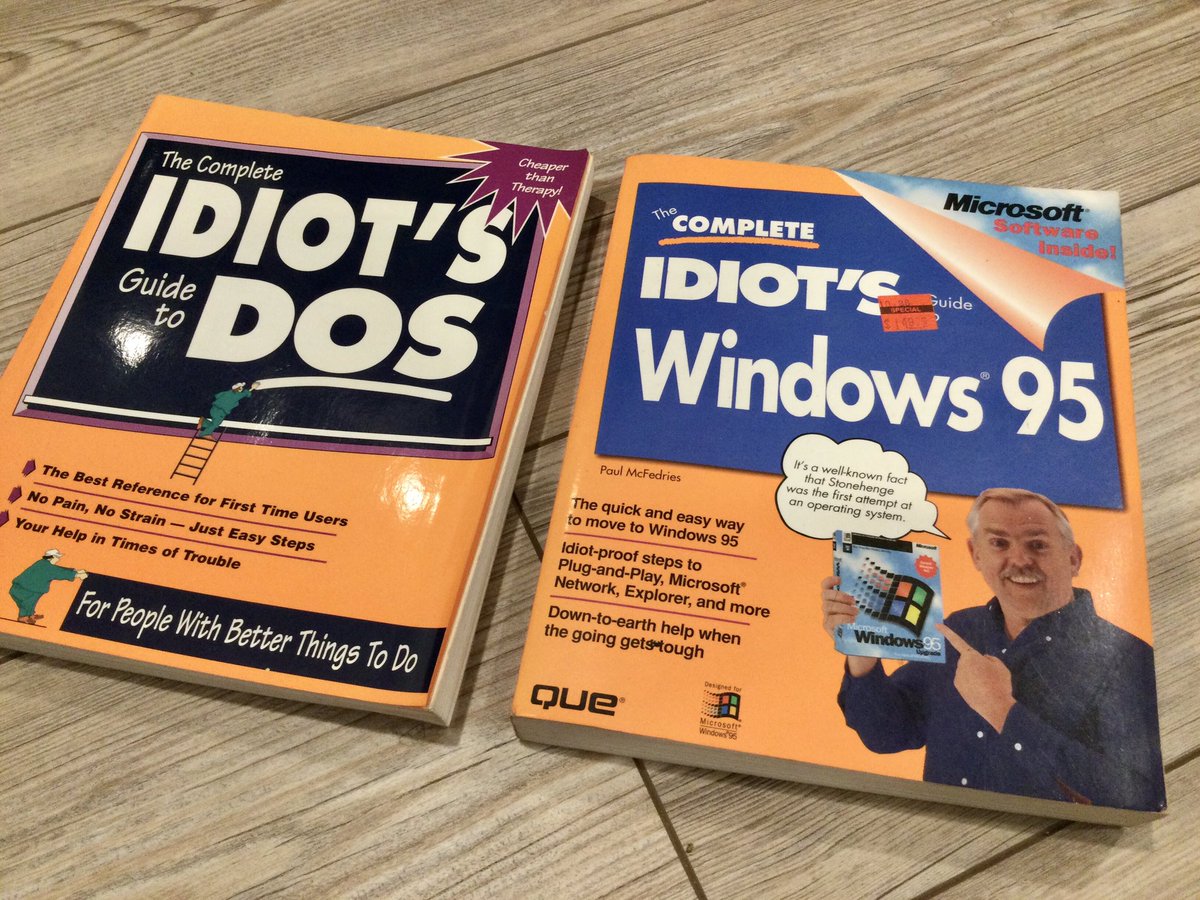 The Complete
IDIOT'S
Guide
to
DOS
Cheaper
than
Therapy!
The Best Reference for First Time Users
No Pain, No Strain — Just Easy Steps
Your Help in Times of Trouble
For People With Better Things To Do
Microsoft®
Software
Inside!
The
COMPLETE
IDIOT'S Guide
SPECIAL
Windows® 95
Paul McFedries
It's a well-known fact
that Stonehenge
was the first attempt at
an operating system.
The quick and easy way
to move to Windows 95
Idiot-proof steps to
Plug-and-Play, Microsoft®
Network, Explorer, and more
Down-to-earth help when
the going gets tough
Microsoft
Microsoft
Windows 95
Upgrade
QUE®
Designed for
Microsoft®
Windows®95